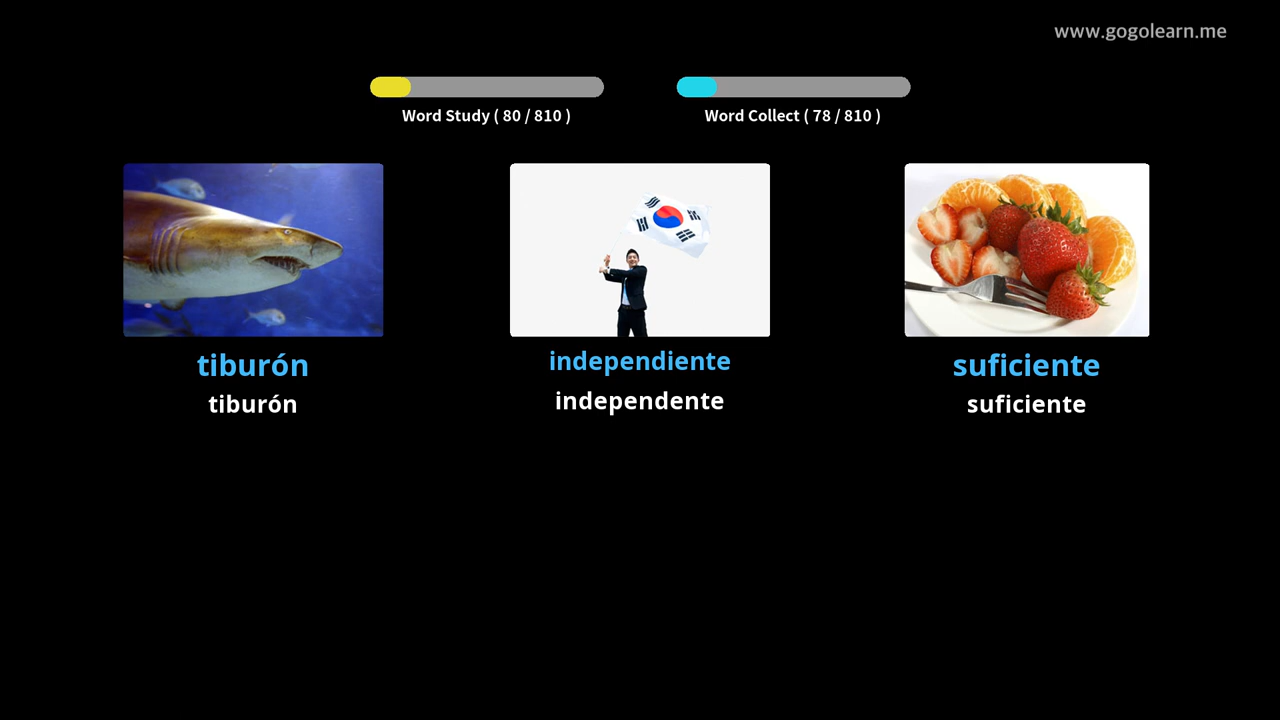 www.gogolearn.me
Word Study ( 80 / 810 )
Word Collect ( 78 / 810 )
tiburón
tiburón
independiente
independente
suficiente
suficiente